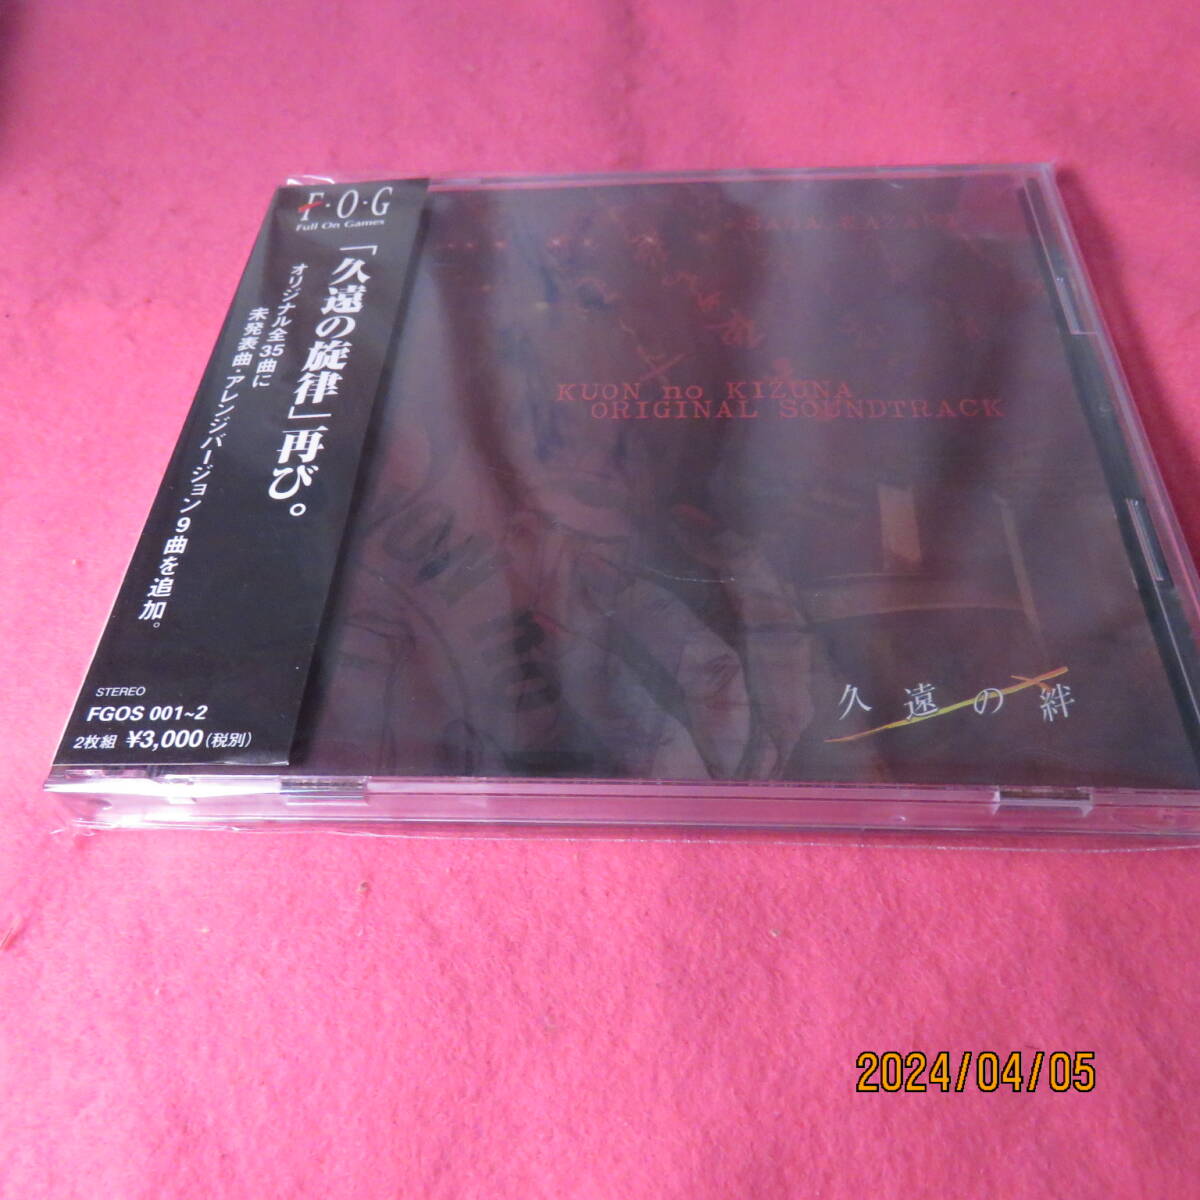 F・O・G
Full On Games
「久遠の旋律」再び。
オリジナル全35曲に
未発表曲・アレンジバージョン9曲を追加。
STEREO
FGOS 001~2
2枚組 ¥3,000(税別)
KUON no KIZUNA
ORIGINAL SOUNDTRACK
久遠の絆
2024/04/05